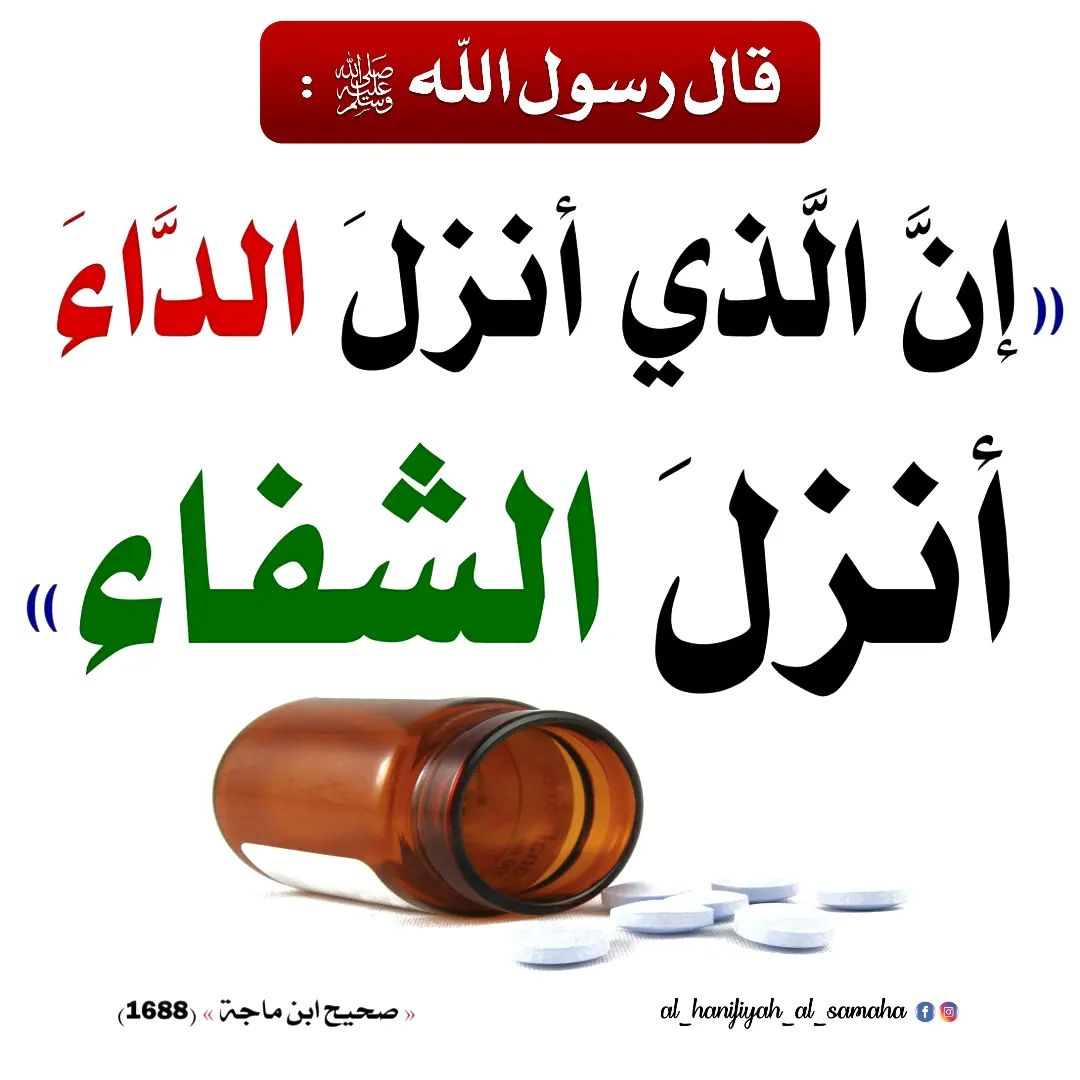 قال رسول الله ﷺ :
(( إنَّ الَّذي أنزلَ الدَّاءَ
أنزلَ الشفاء ))
« صحيح ابن ماجة » (1688)
al_hanifiyah_al_samaha